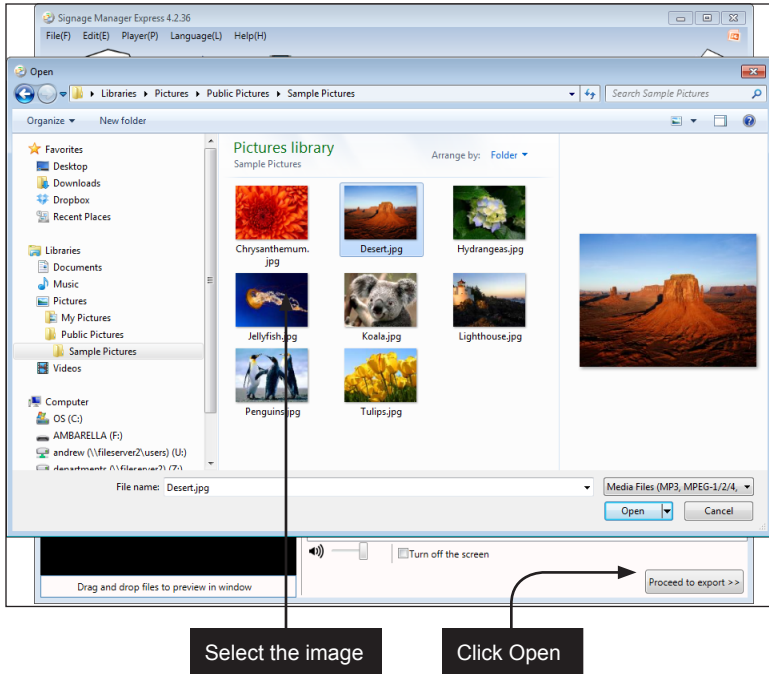 Signage Manager Express 4.2.36
File(F) Edit(E) Player(P) Language(L) Help(H)
Open
Libraries Pictures Public Pictures Sample Pictures
Search Sample Pictures
Organize New folder
Favorites
Desktop
Downloads
Dropbox
Recent Places
Libraries
Documents
Music
Pictures
My Pictures
Public Pictures
Sample Pictures
Videos
Computer
OS (C:)
AMBARELLA (F:)
andrew (\\fileserver2\users) (U:)
departments (\\fileserver2) (Z:)
Pictures library
Sample Pictures
Arrange by: Folder
Chrysanthemum.
jpg
Desert.jpg
Hydrangeas.jpg
Jellyfish.jpg
Koala.jpg
Lighthouse.jpg
Penguins.jpg
Tulips.jpg
File name: Desert.jpg
Media Files (MP3, MPEG-1/2/4,
Open
Cancel
Turn off the screen
Drag and drop files to preview in window
Proceed to export >>
Select the image
Click Open